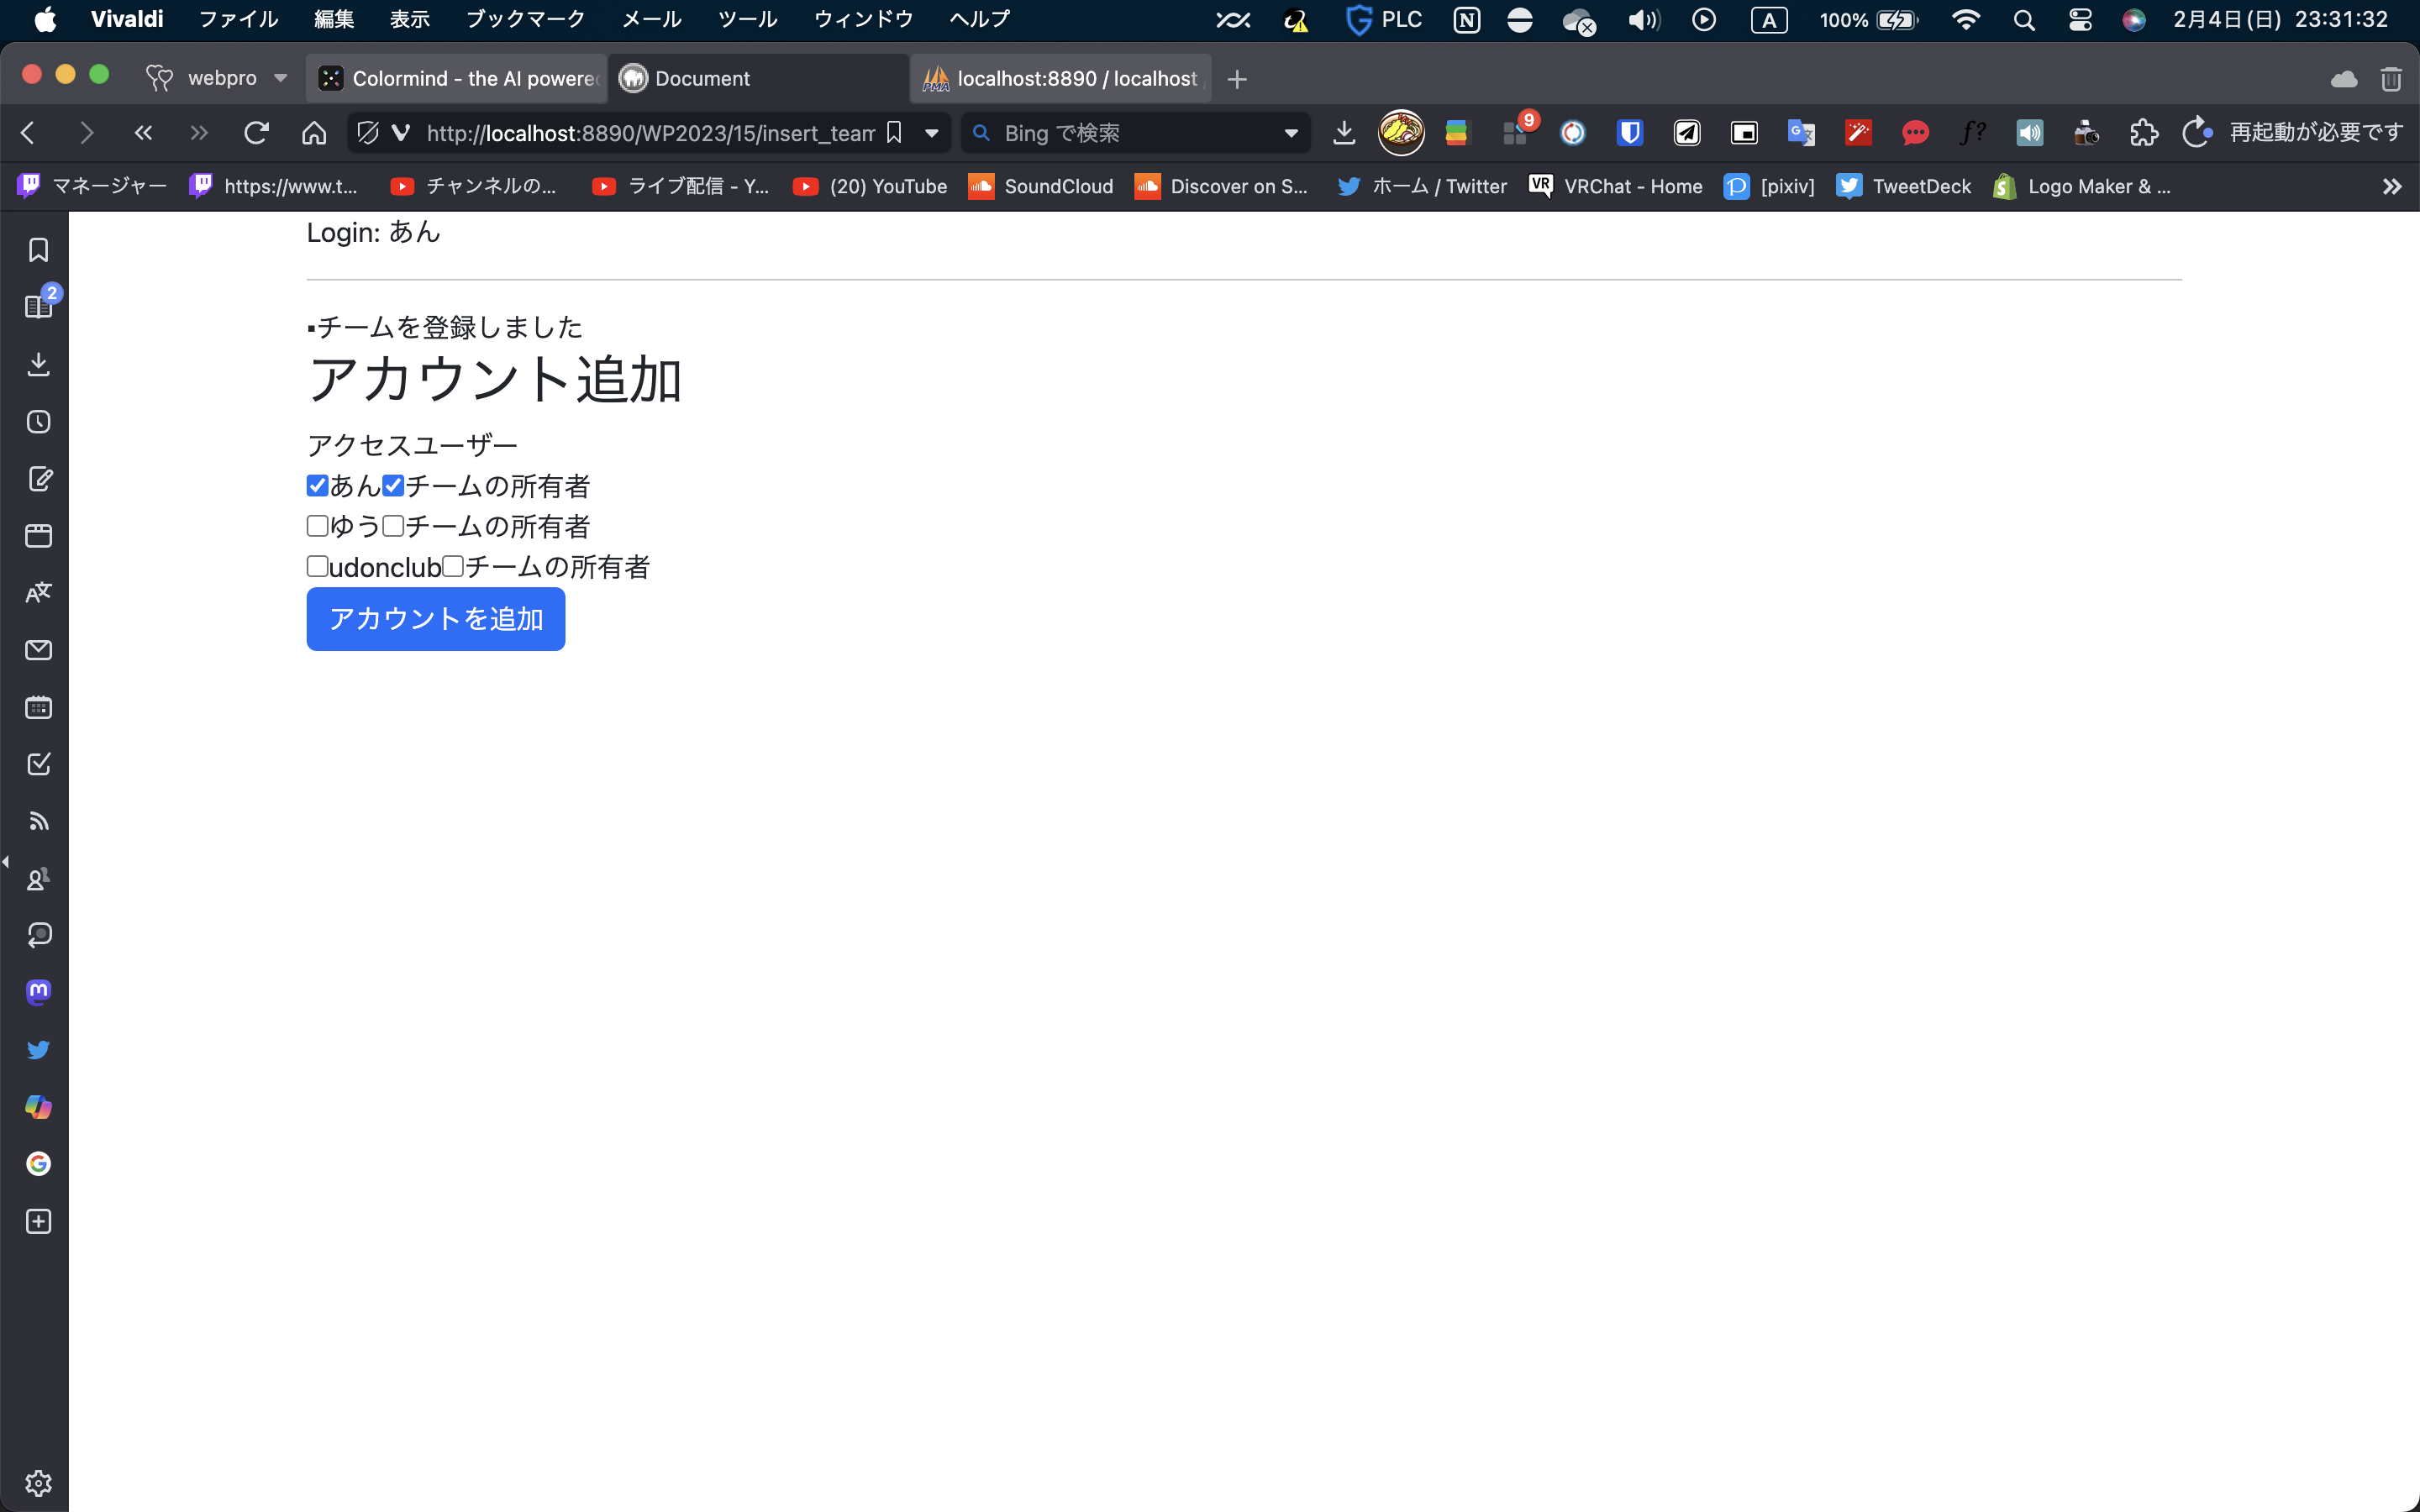 Vivaldi ファイル 編集 表示 ブックマーク メール ツール ウィンドウ ヘルプ PLC A 100% 2月4日(日) 23:31:32
webpro Colormind - the AI powere Document localhost:8890 / localhost
http://localhost:8890/WP2023/15/insert_team Bing で検索 9 ƒ? 再起動が必要です
マネージャー https://www.t... チャンネルの... ライブ配信 - Y... (20) YouTube SoundCloud Discover on S... ホーム / Twitter VRChat - Home [pixiv] TweetDeck Logo Maker & ...
2
Login: あん
▪チームを登録しました
アカウント追加
アクセスユーザー
あんチームの所有者
ゆうチームの所有者
udonclubチームの所有者
アカウントを追加